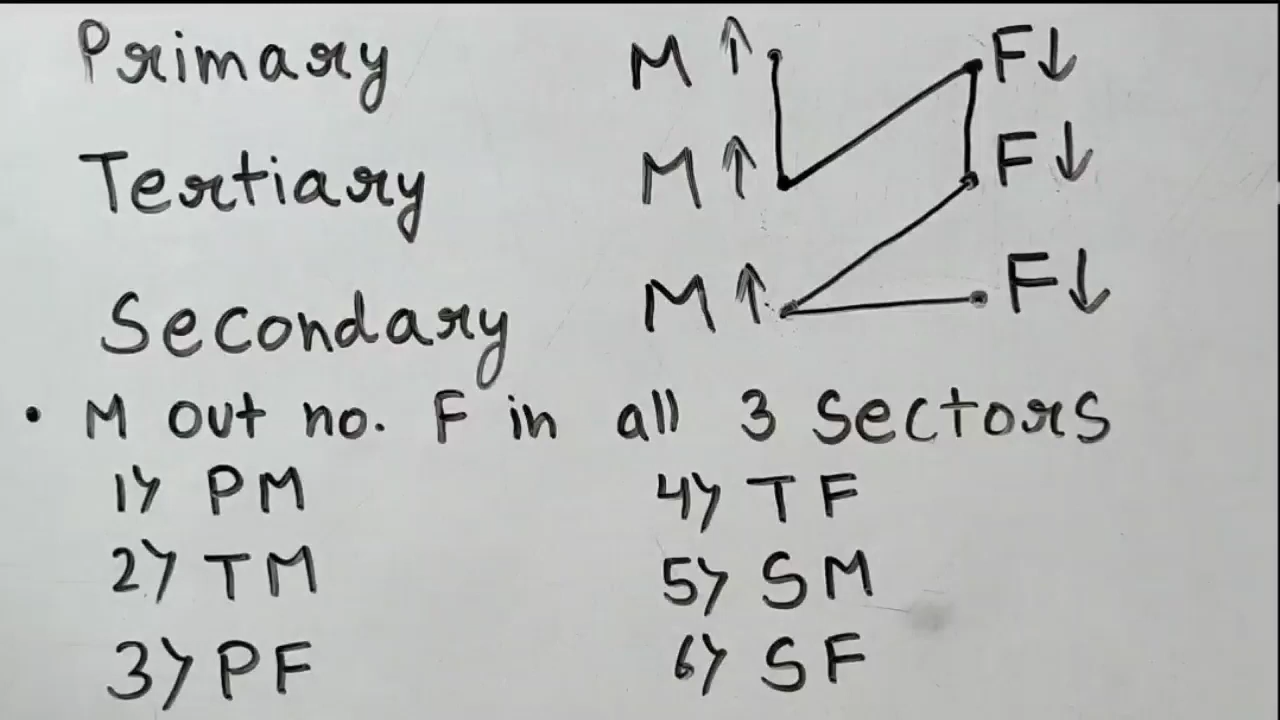 Primary M ↑ F ↓
Tertiary M ↑ F ↓
Secondary M ↑ F ↓
• M out no. F in all 3 sectors
1) PM 4) TF
2) TM 5) SM
3) PF 6) SF